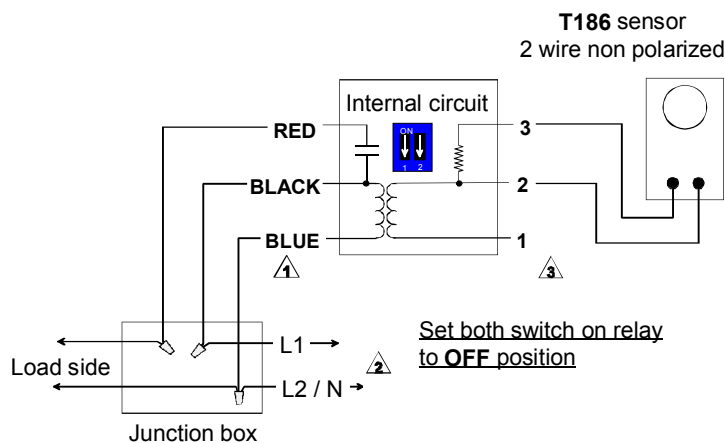 T186 sensor
2 wire non polarized
Internal circuit
RED
ON
1 2
3
BLACK
2
BLUE
1
1
3
L1
Load side
2
L2 / N
Set both switch on relay
to OFF position
Junction box